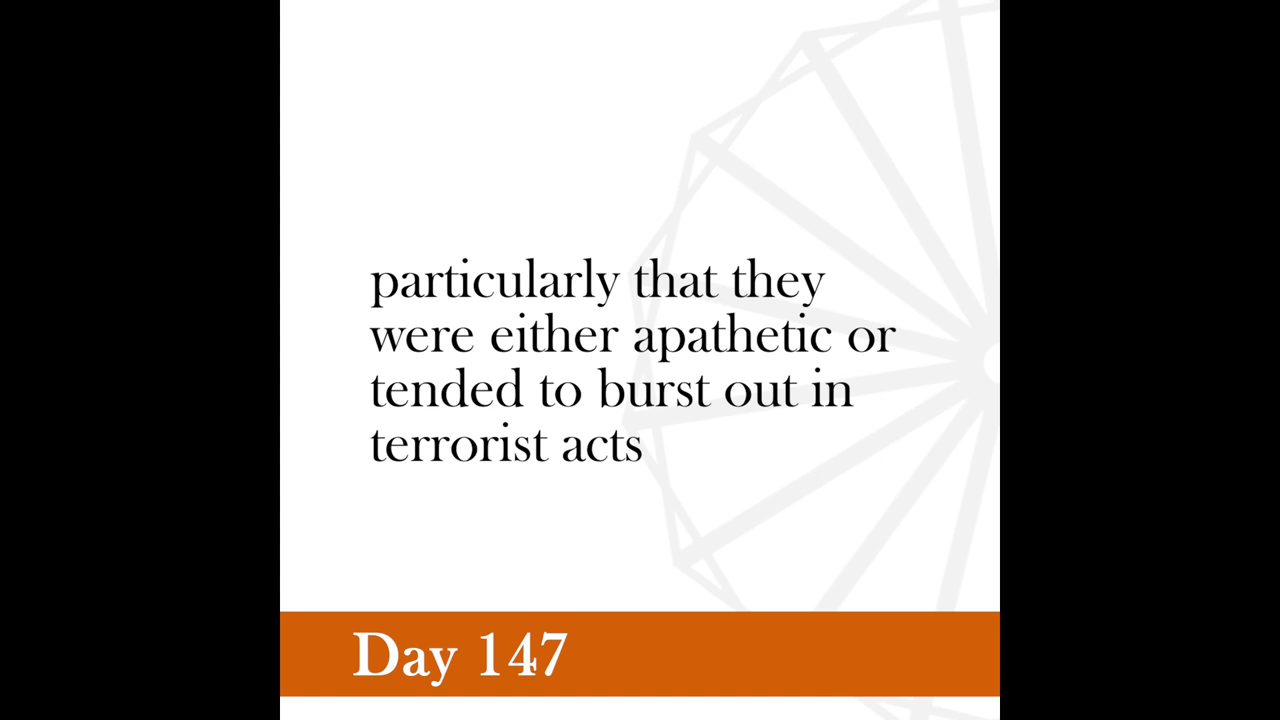 particularly that they
were either apathetic or
tended to burst out in
terrorist acts
Day 147